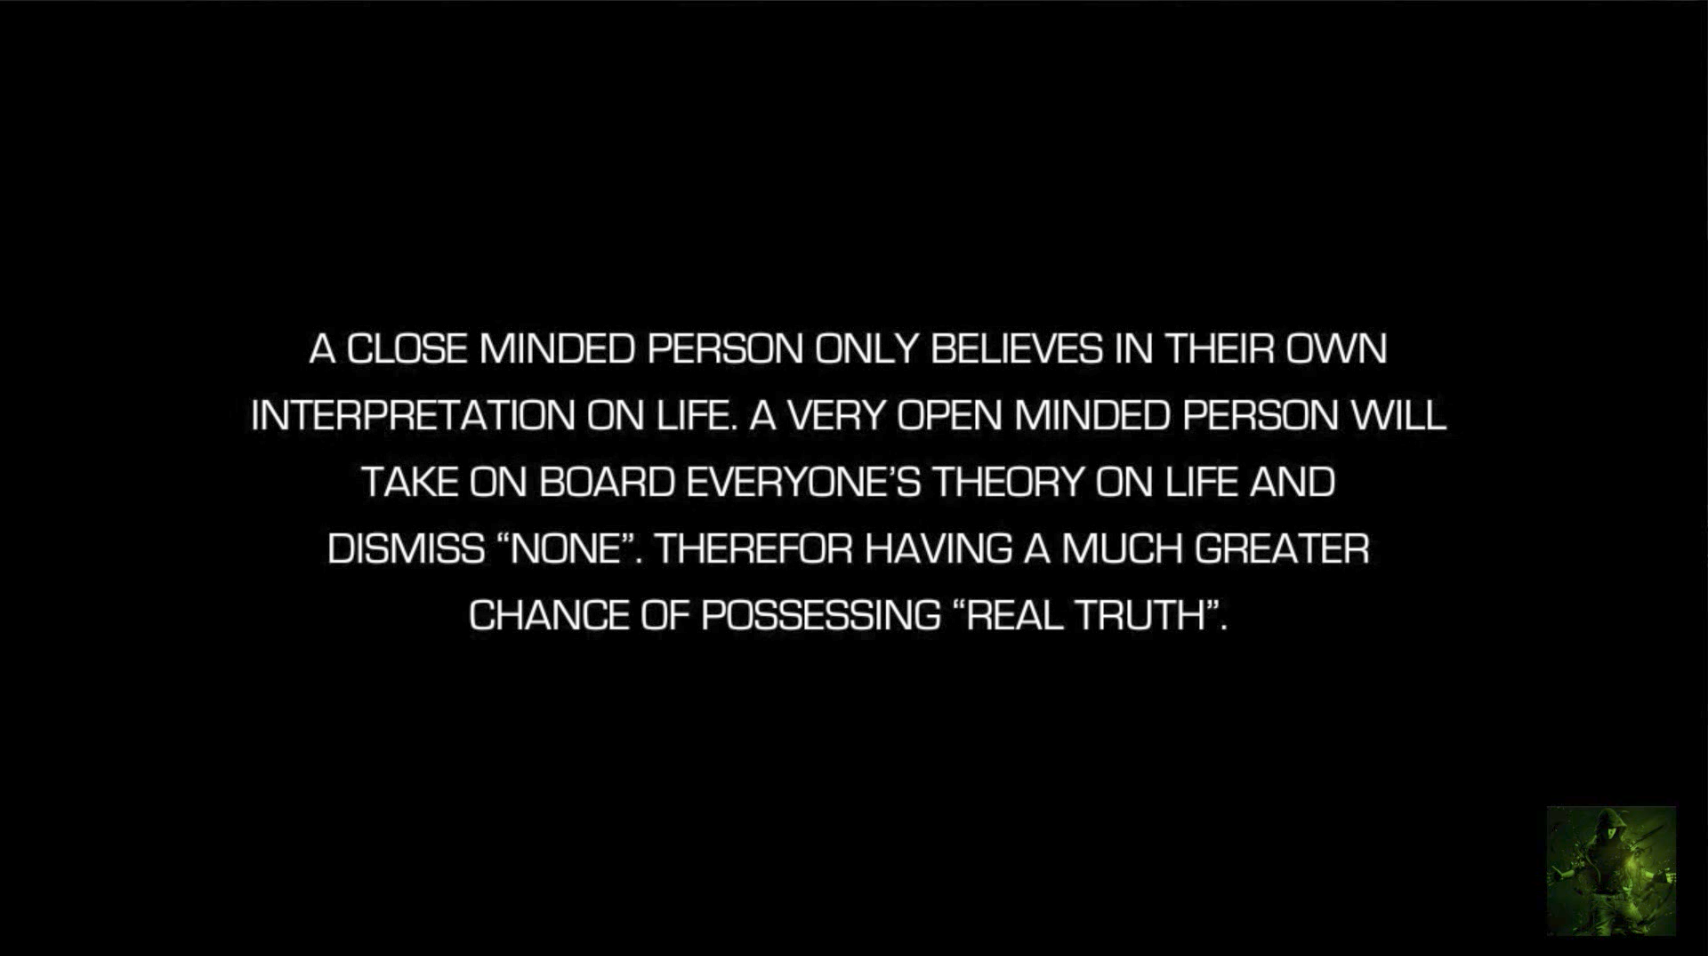 A CLOSE MINDED PERSON ONLY BELIEVES IN THEIR OWN
INTERPRETATION ON LIFE. A VERY OPEN MINDED PERSON WILL
TAKE ON BOARD EVERYONE’S THEORY ON LIFE AND
DISMISS “NONE”. THEREFOR HAVING A MUCH GREATER
CHANCE OF POSSESSING “REAL TRUTH”.